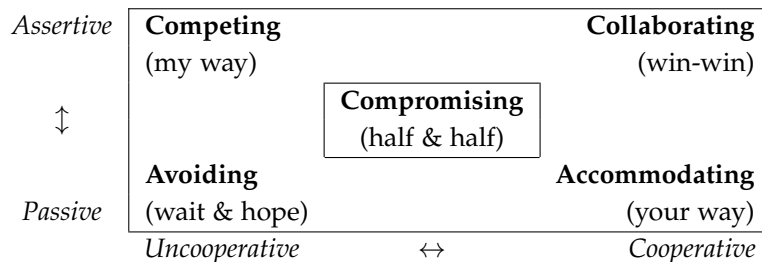 Assertive Competing Collaborating
(my way) (win-win)
Compromising
↕ (half & half)
Avoiding Accommodating
Passive (wait & hope) (your way)
Uncooperative ↔ Cooperative